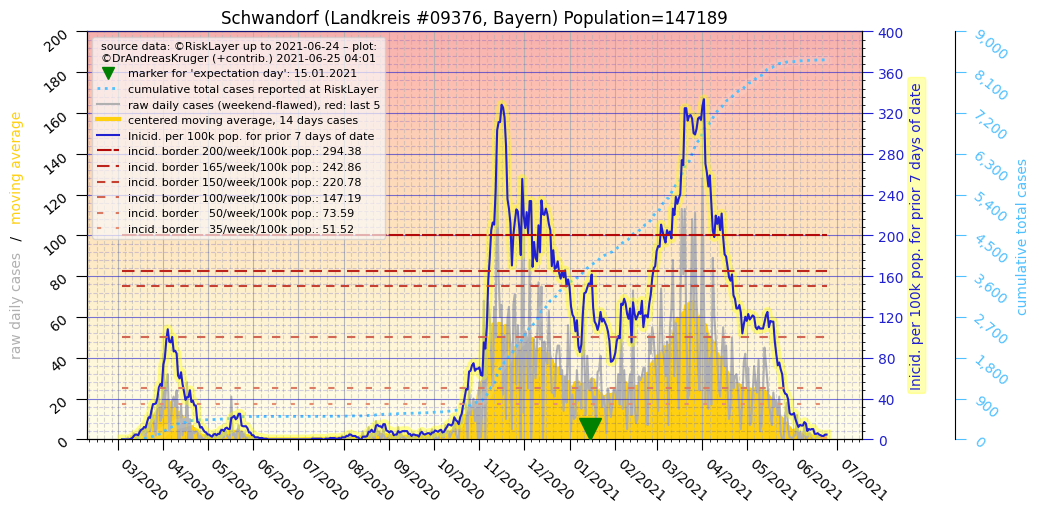 Schwandorf (Landkreis #09376, Bayern) Population=147189
source data: ©RiskLayer up to 2021-06-24 – plot:
©DrAndreasKruger (+contrib.) 2021-06-25 04:01
marker for 'expectation day': 15.01.2021
cumulative total cases reported at RiskLayer
raw daily cases (weekend-flawed), red: last 5
centered moving average, 14 days cases
Inicid. per 100k pop. for prior 7 days of date
incid. border 200/week/100k pop.: 294.38
incid. border 165/week/100k pop.: 242.86
incid. border 150/week/100k pop.: 220.78
incid. border 100/week/100k pop.: 147.19
incid. border 50/week/100k pop.: 73.59
incid. border 35/week/100k pop.: 51.52
raw daily cases / moving average
200
180
160
140
120
100
80
60
40
20
0
03/2020
04/2020
05/2020
06/2020
07/2020
08/2020
09/2020
10/2020
11/2020
12/2020
01/2021
02/2021
03/2021
04/2021
05/2021
06/2021
07/2021
400
360
320
280
240
200
160
120
80
40
0
Inicid. per 100k pop. for prior 7 days of date
9,000
8,100
7,200
6,300
5,400
4,500
3,600
2,700
1,800
900
0
cumulative total cases